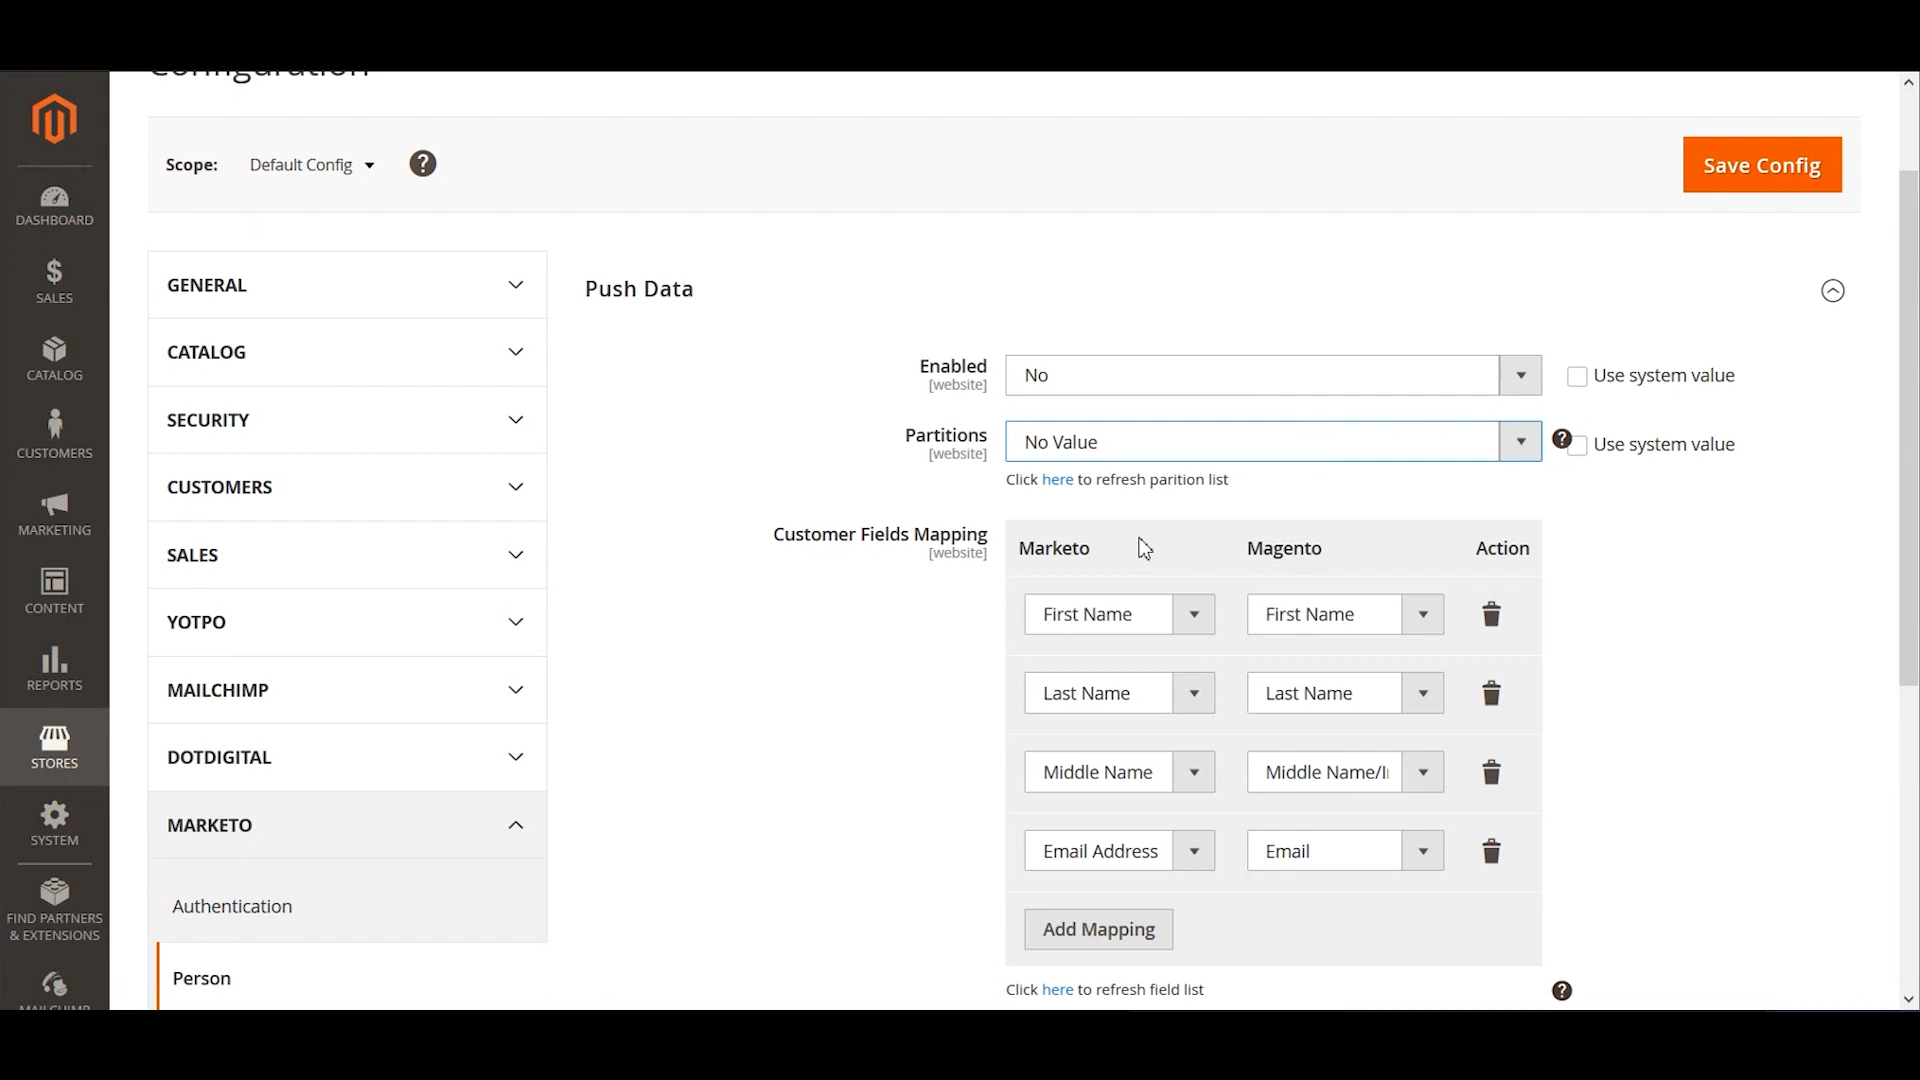 Configuration
Scope: Default Config ?
Save Config
DASHBOARD
SALES
CATALOG
CUSTOMERS
MARKETING
CONTENT
REPORTS
STORES
SYSTEM
FIND PARTNERS
& EXTENSIONS
MAILCHIMP
GENERAL
CATALOG
SECURITY
CUSTOMERS
SALES
YOTPO
MAILCHIMP
DOTDIGITAL
MARKETO
Authentication
Person
Push Data
Enabled
[website]
No
Use system value
Partitions
[website]
No Value
? Use system value
Click here to refresh parition list
Customer Fields Mapping
[website]
Marketo Magento Action
First Name First Name
Last Name Last Name
Middle Name Middle Name/I
Email Address Email
Add Mapping
Click here to refresh field list ?